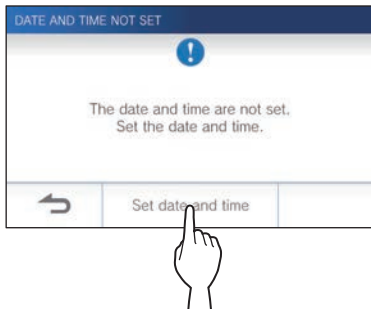 DATE AND TIME NOT SET
The date and time are not set.
Set the date and time.
Set date and time